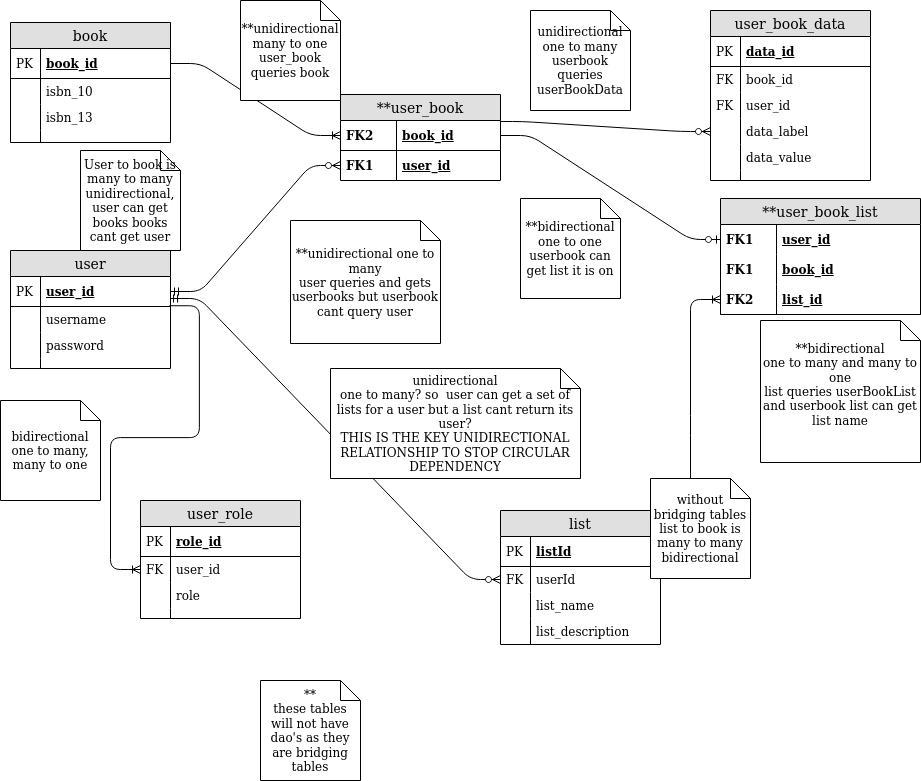 book
PK book_id
isbn_10
isbn_13
**unidirectional
many to one
user_book
queries book
unidirectional
one to many
userbook
queries
userBookData
user_book_data
PK data_id
FK book_id
FK user_id
data_label
data_value
**user_book
FK2 book_id
FK1 user_id
User to book is
many to many
unidirectional,
user can get
books books
cant get user
user
PK user_id
username
password
**unidirectional one to
many
user queries and gets
userbooks but userbook
cant query user
**bidirectional
one to one
userbook can
get list it is on
**user_book_list
FK1 user_id
FK1 book_id
FK2 list_id
**bidirectional
one to many and many to
one
list queries userBookList
and userbook list can get
list name
unidirectional
one to many? so user can get a set of
lists for a user but a list cant return its
user?
THIS IS THE KEY UNIDIRECTIONAL
RELATIONSHIP TO STOP CIRCULAR
DEPENDENCY
bidirectional
one to many,
many to one
user_role
PK role_id
FK user_id
role
list
PK listId
FK userId
list_name
list_description
without
bridging tables
list to book is
many to many
bidirectional
**
these tables
will not have
dao's as they
are bridging
tables